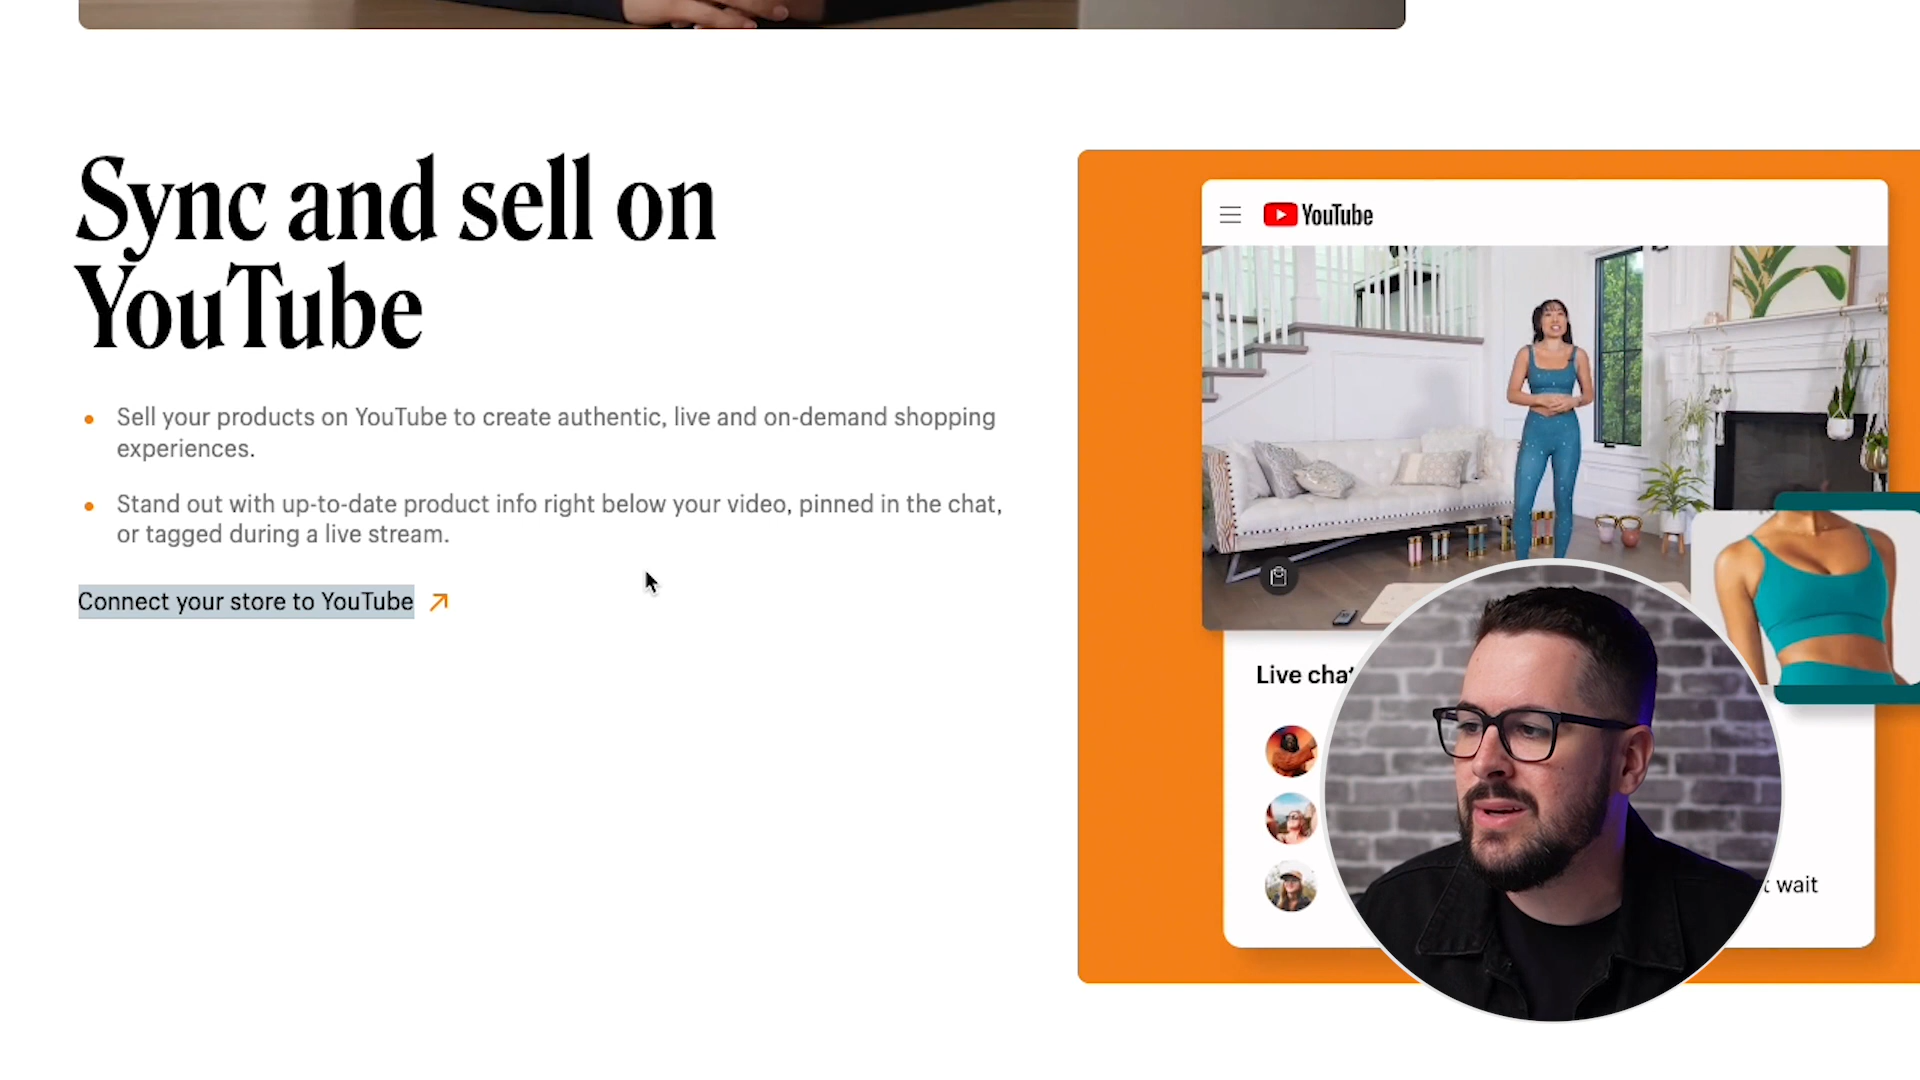 Sync and sell on
YouTube
Sell your products on YouTube to create authentic, live and on-demand shopping
experiences.
Stand out with up-to-date product info right below your video, pinned in the chat,
or tagged during a live stream.
Connect your store to YouTube
YouTube
Live chat
wait